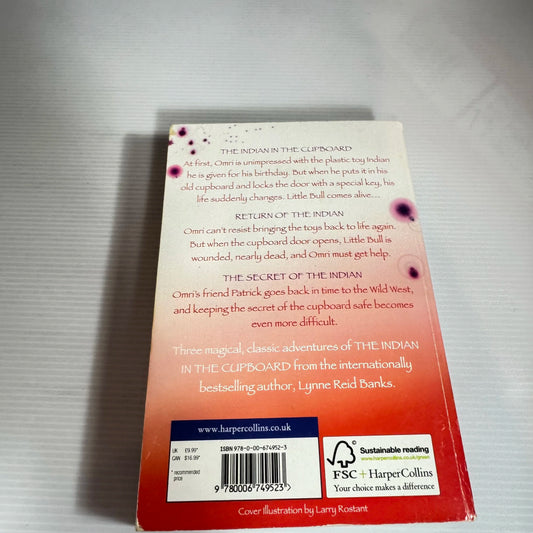 THE INDIAN IN THE CUPBOARD
At first, Omri is unimpressed with the plastic toy Indian
he is given for his birthday. But when he puts it in his
old cupboard and locks the door with a special key, his
life suddenly changes. Little Bull comes alive...
RETURN OF THE INDIAN
Omri can't resist bringing the toys back to life again.
But when the cupboard door opens, Little Bull is
wounded, nearly dead, and Omri must get help.
THE SECRET OF THE INDIAN
Omri's friend Patrick goes back in time to the Wild West,
and keeping the secret of the cupboard safe becomes
even more difficult.
Three magical, classic adventures of THE INDIAN
IN THE CUPBOARD from the internationally
bestselling author, Lynne Reid Banks.
www.harpercollins.co.uk
UK £9.99*
CAN $16.99*
* recommended
price
ISBN 978-0-00-674952-3
9 780006 749523 >
Sustainable reading
www.harpercollins.co.uk/green
FSC + HarperCollins
Your choice makes a difference
Cover Illustration by Larry Rostant